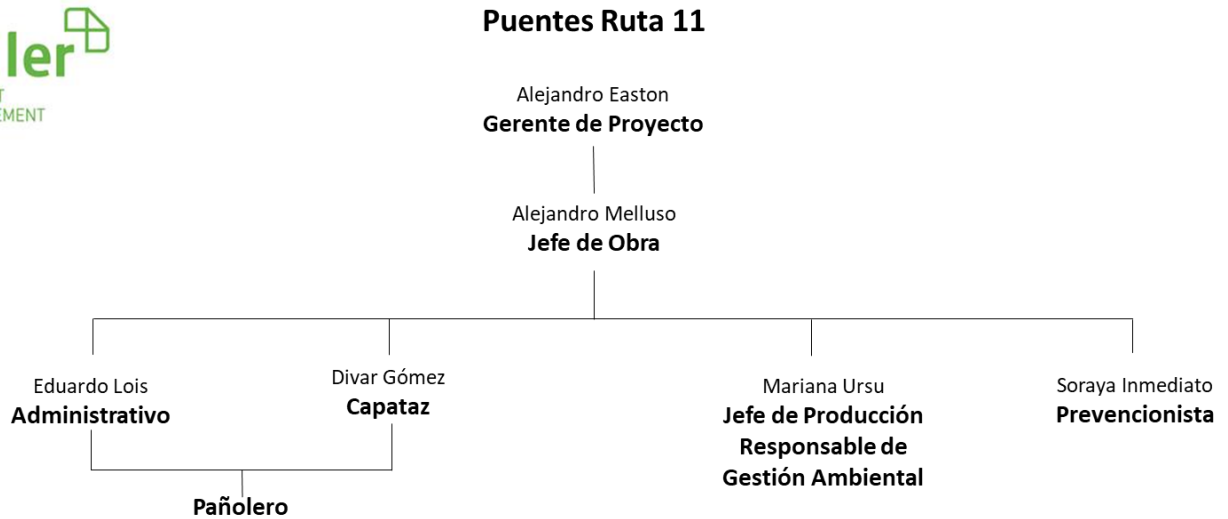 Puentes Ruta 11
ler
EMENT
Alejandro Easton
Gerente de Proyecto
Alejandro Melluso
Jefe de Obra
Eduardo Lois
Administrativo
Divar Gómez
Capataz
Mariana Ursu
Jefe de Producción
Responsable de
Gestión Ambiental
Soraya Inmediato
Prevencionista
Pañolero